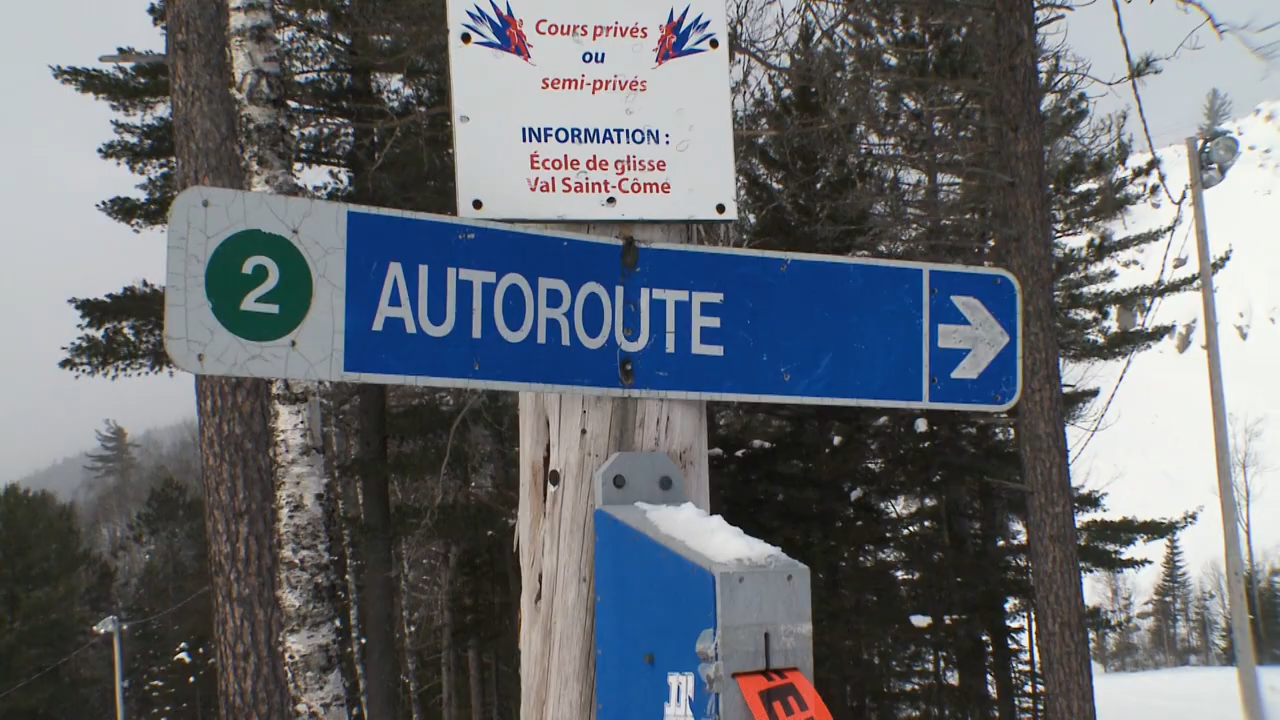 Cours privés
ou
semi-privés
INFORMATION :
École de glisse
Val Saint-Côme
2 AUTOROUTE